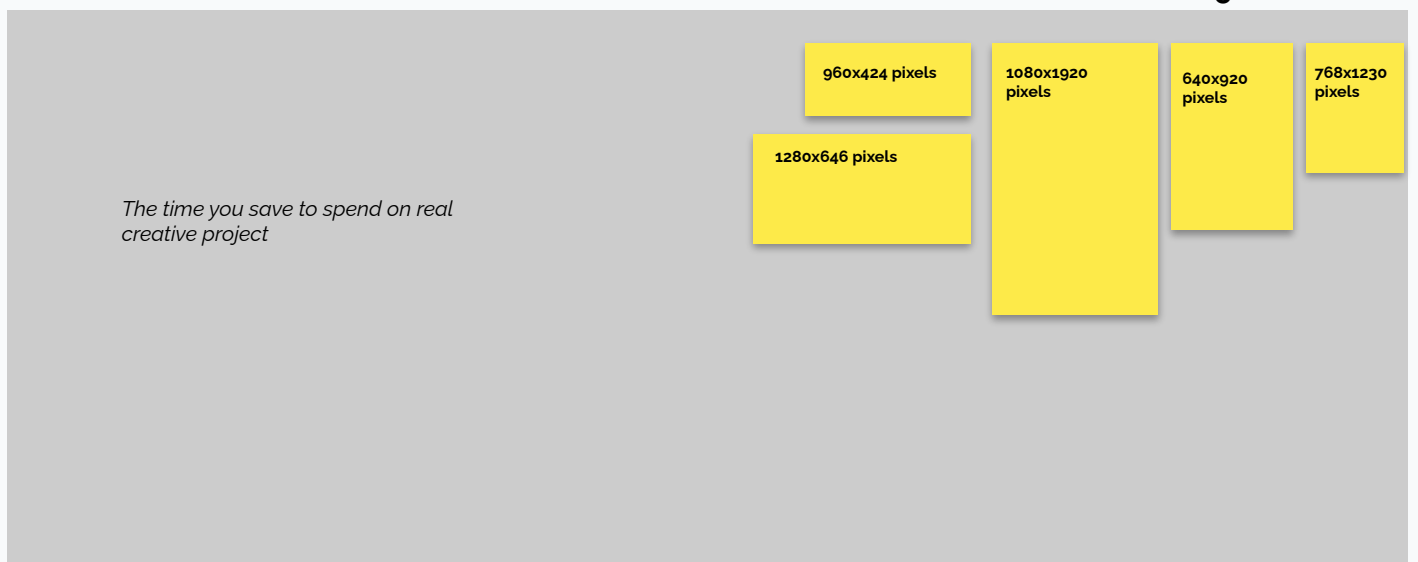 960x424 pixels
1080x1920
pixels
640x920
pixels
768x1230
pixels
1280x646 pixels
The time you save to spend on real
creative project